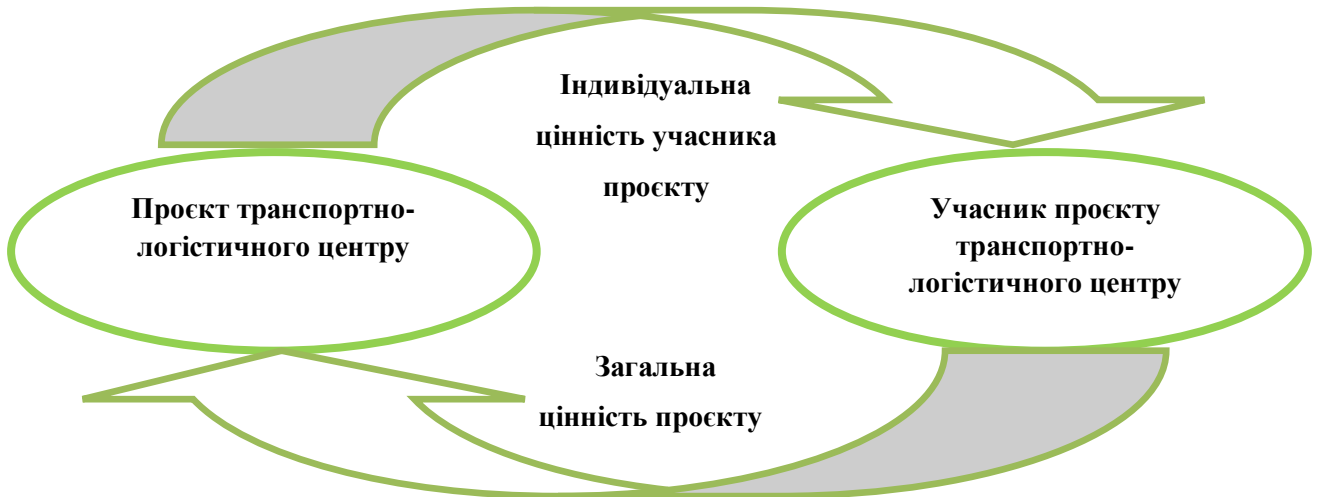 Індивідуальна
цінність учасника
проєкту
Проєкт транспортно-
логістичного центру
Учасник проєкту
транспортно-
логістичного центру
Загальна
цінність проєкту